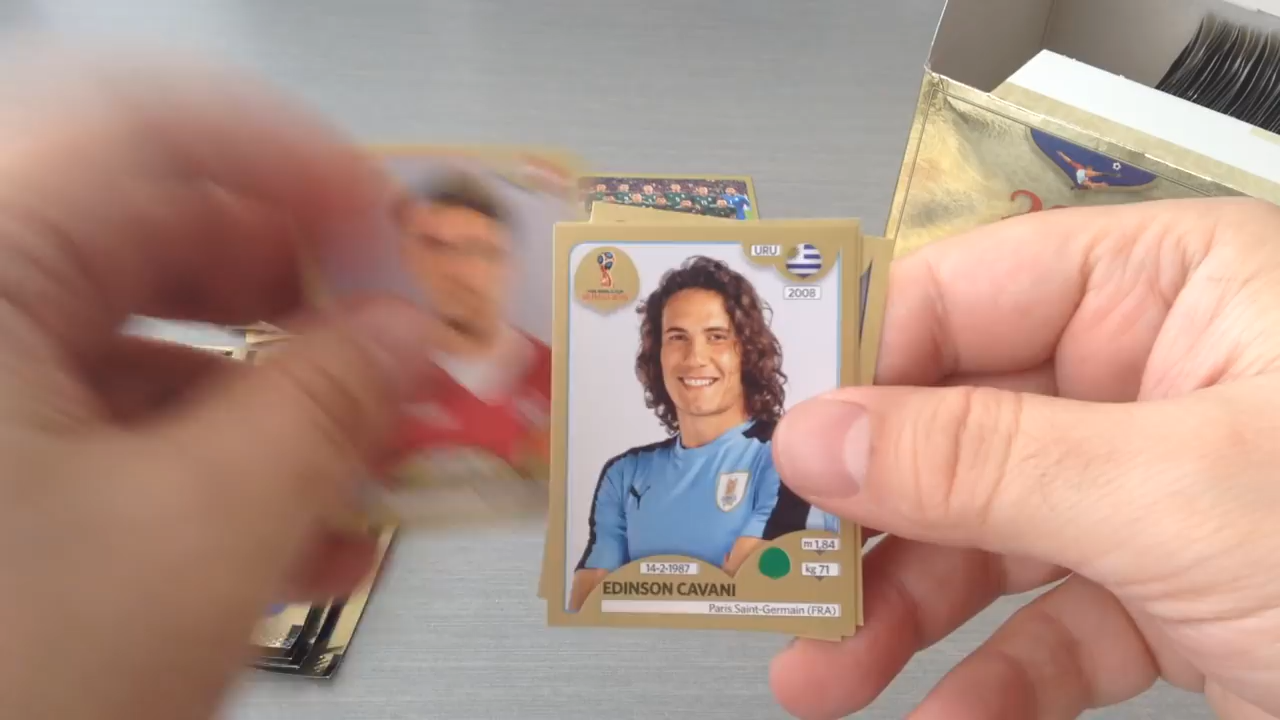 URU
2008
m 1,84
kg 71
14-2-1987
EDINSON CAVANI
Paris Saint-Germain (FRA)